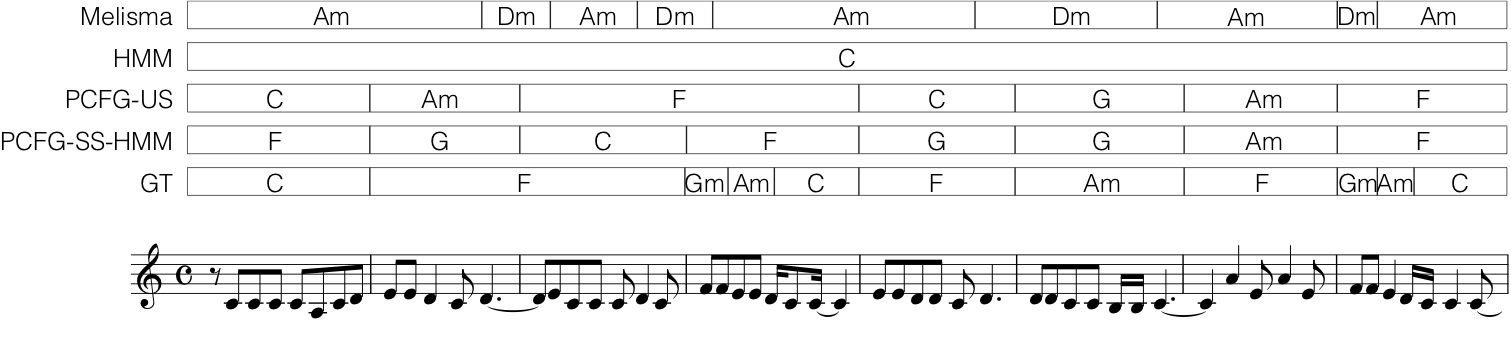 Melisma Am Dm Am Dm Am Dm Am Dm Am
HMM C
PCFG-US C Am F C G Am F
PCFG-SS-HMM F G C F G G Am F
GT C F Gm Am C F Am F Gm Am C